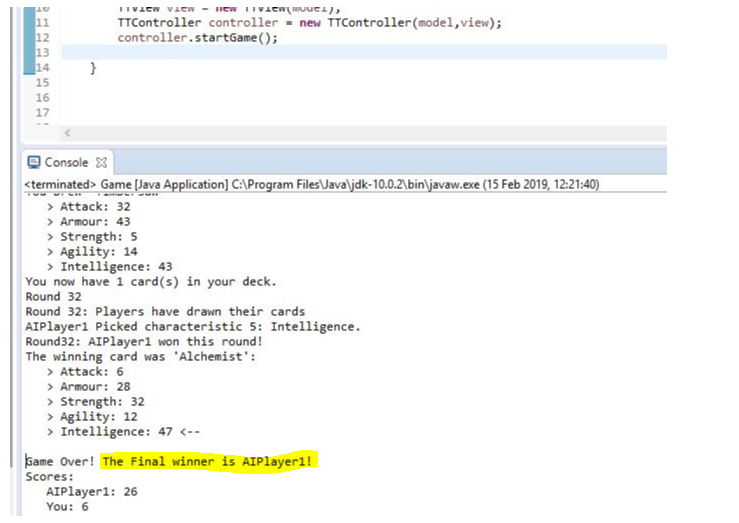 10 TTView view = new TTView(model);
11 TTController controller = new TTController(model,view);
12 controller.startGame();
13
14 }
15
16
17
Console
<terminated> Game [Java Application] C:\Program Files\Java\jdk-10.0.2\bin\javaw.exe (15 Feb 2019, 12:21:40)
You drew 'Timbersaw'
> Attack: 32
> Armour: 43
> Strength: 5
> Agility: 14
> Intelligence: 43
You now have 1 card(s) in your deck.
Round 32
Round 32: Players have drawn their cards
AIPlayer1 Picked characteristic 5: Intelligence.
Round32: AIPlayer1 won this round!
The winning card was 'Alchemist':
> Attack: 6
> Armour: 28
> Strength: 32
> Agility: 12
> Intelligence: 47 <--
Game Over! The Final winner is AIPlayer1!
Scores:
AIPlayer1: 26
You: 6